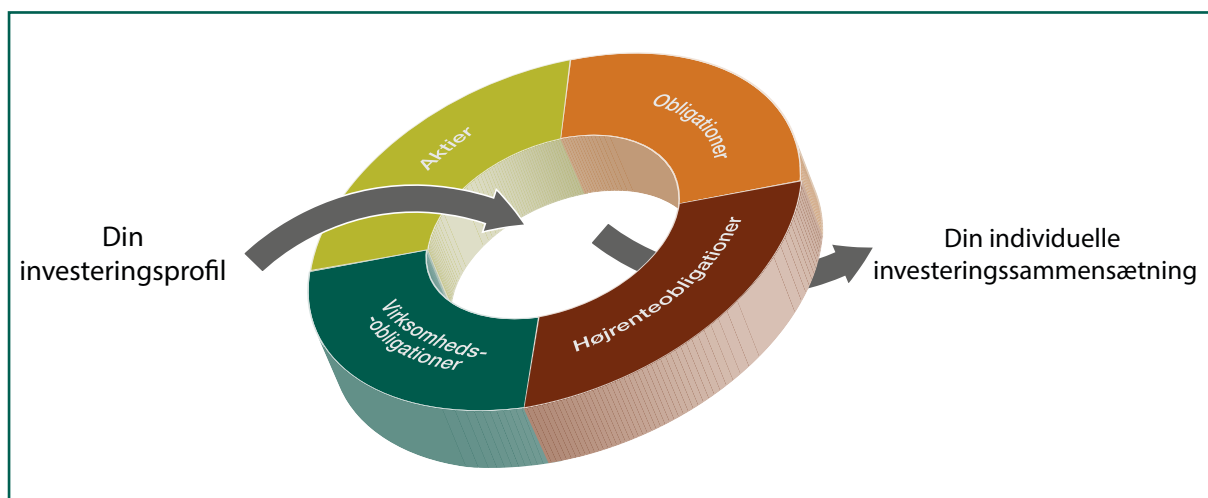 Din
investeringsprofil
Aktier
Obligationer
Virksomheds-
-obligationer
Højrenteobligationer
Din individuelle
investeringssammensætning